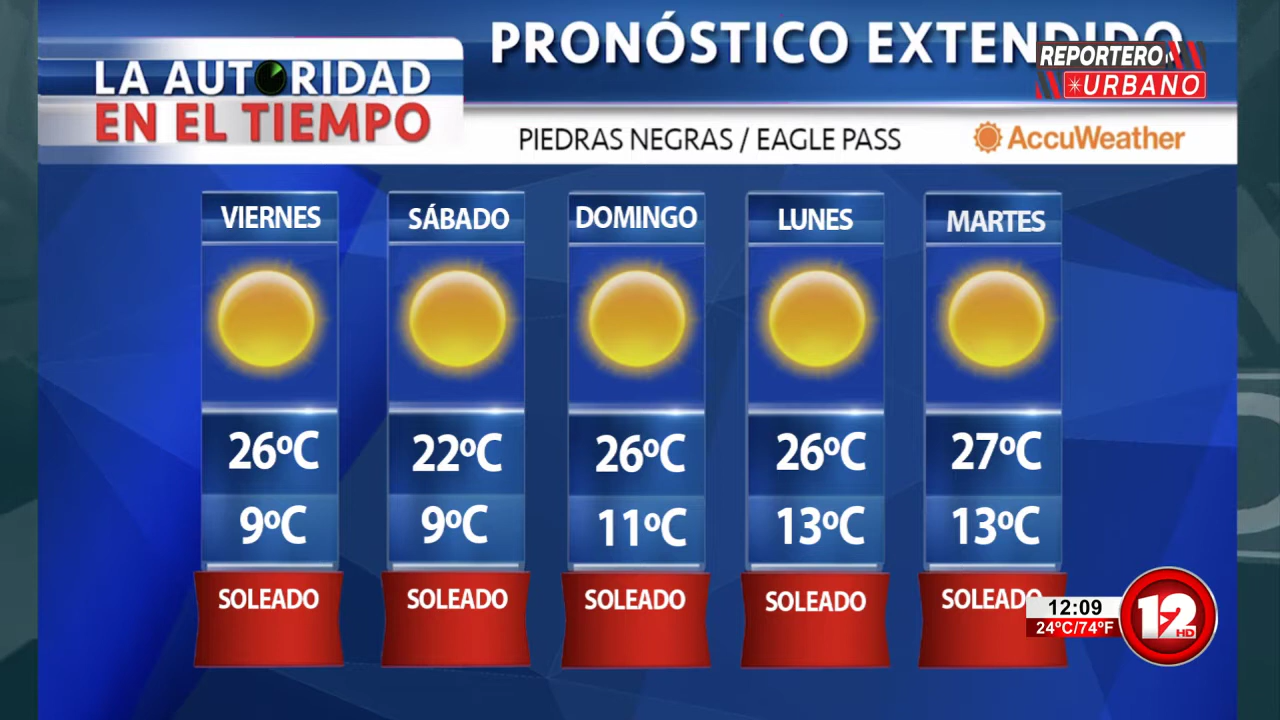 LA AUTORIDAD
EN EL TIEMPO
PRONÓSTICO EXTENDIDO
REPORTERO
URBANO
PIEDRAS NEGRAS / EAGLE PASS
AccuWeather
VIERNES
26ºC
9ºC
SOLEADO
SÁBADO
22ºC
9ºC
SOLEADO
DOMINGO
26ºC
11ºC
SOLEADO
LUNES
26ºC
13ºC
SOLEADO
MARTES
27ºC
13ºC
SOLEADO
12:09
24ºC/74ºF
12
HD